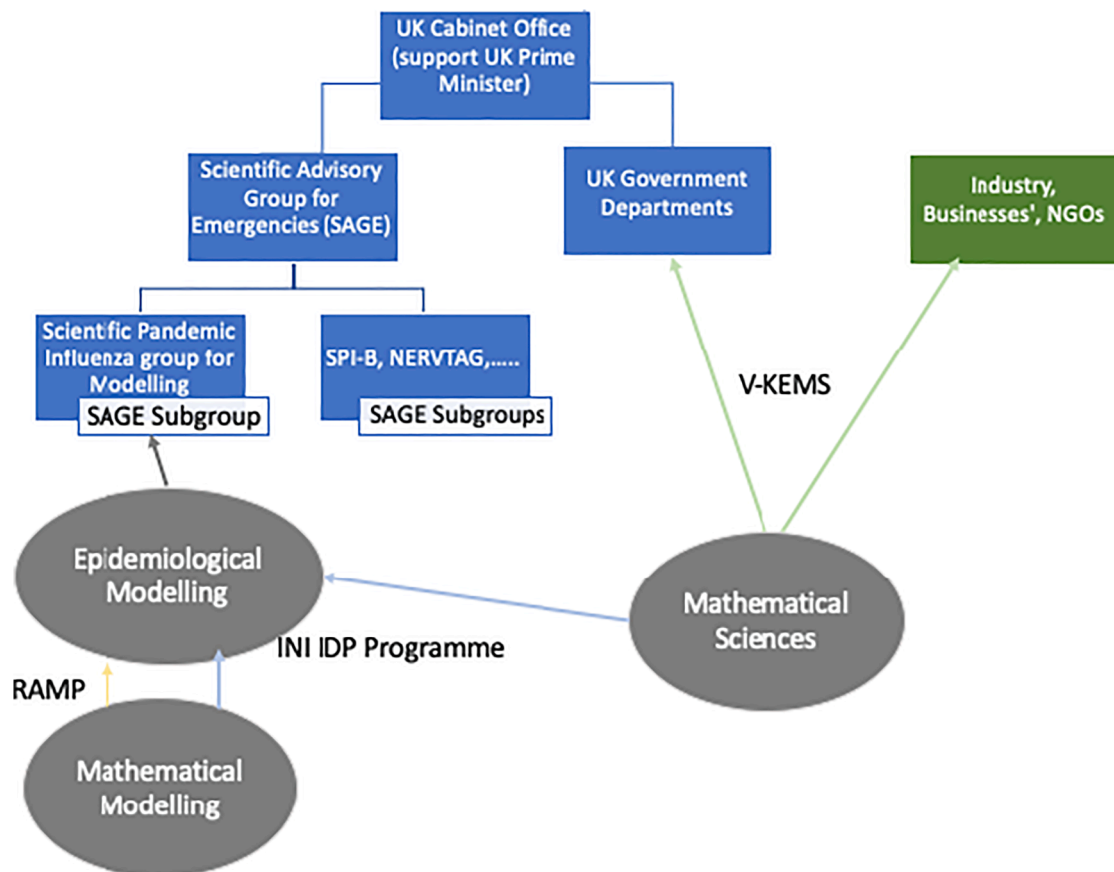 UK Cabinet Office
(support UK Prime
Minister)
Scientific Advisory
Group for
Emergencies (SAGE)
UK Government
Departments
Industry,
Businesses', NGOs
Scientific Pandemic
Influenza group for
Modelling
SAGE Subgroup
SPI-B, NERVTAG,.....
SAGE Subgroups
V-KEMS
Epidemiological
Modelling
Mathematical
Sciences
INI IDP Programme
RAMP
Mathematical
Modelling